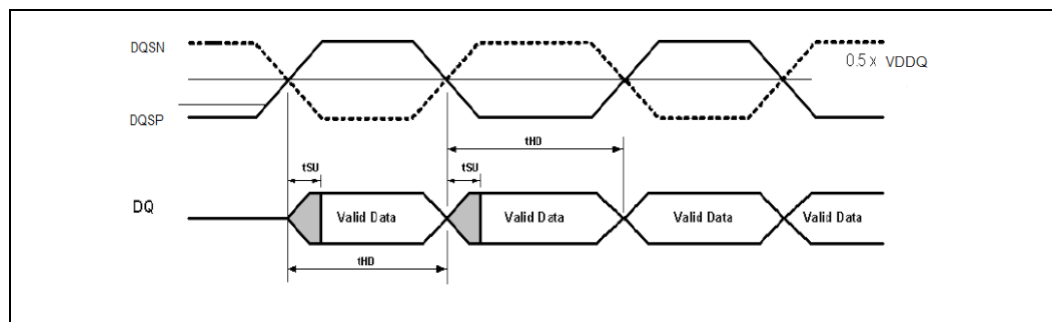 DQSN
0.5 x VDDQ
DQSP
tHD
tSU
tSU
DQ
Valid Data
Valid Data
Valid Data
Valid Data
tHD